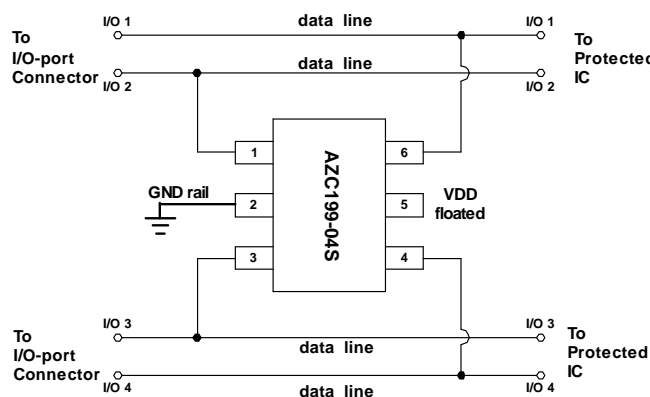 To
I/O-port
Connector
I/O 1
data line
I/O 1
To
Protected
IC
I/O 2
data line
I/O 2
1
6
GND rail
2
AZC199-04S
5
VDD
floated
3
4
To
I/O-port
Connector
I/O 3
data line
I/O 3
To
Protected
IC
I/O 4
data line
I/O 4